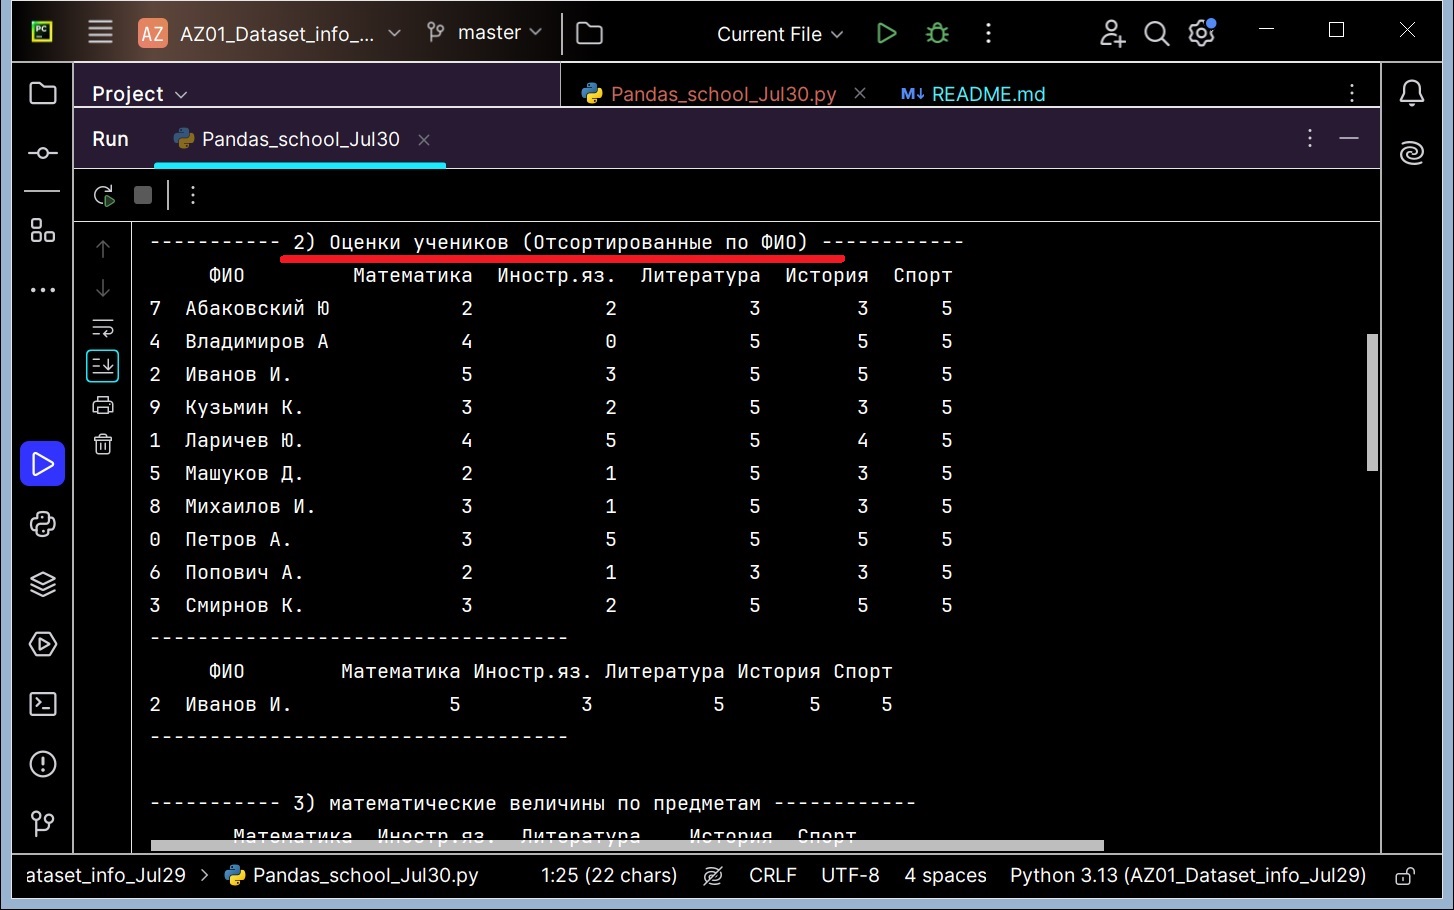 PC
AZ AZ01_Dataset_info_... master Current File
Project Pandas_school_Jul30.py M↓ README.md
Run Pandas_school_Jul30
----------- 2) Оценки учеников (Отсортированные по ФИО) ------------
ФИО Математика Иностр.яз. Литература История Спорт
7 Абаковский Ю 2 2 3 3 5
4 Владимиров А 4 0 5 5 5
2 Иванов И. 5 3 5 5 5
9 Кузьмин К. 3 2 5 3 5
1 Ларичев Ю. 4 5 5 4 5
5 Машуков Д. 2 1 5 3 5
8 Михаилов И. 3 1 5 3 5
0 Петров А. 3 5 5 5 5
6 Попович А. 2 1 3 3 5
3 Смирнов К. 3 2 5 5 5
-----------------------------------
ФИО Математика Иностр.яз. Литература История Спорт
2 Иванов И. 5 3 5 5 5
-----------------------------------
----------- 3) математические величины по предметам ------------
Математика Иностр.яз. Литература История Спорт
ataset_info_Jul29 > Pandas_school_Jul30.py 1:25 (22 chars) CRLF UTF-8 4 spaces Python 3.13 (AZ01_Dataset_info_Jul29)